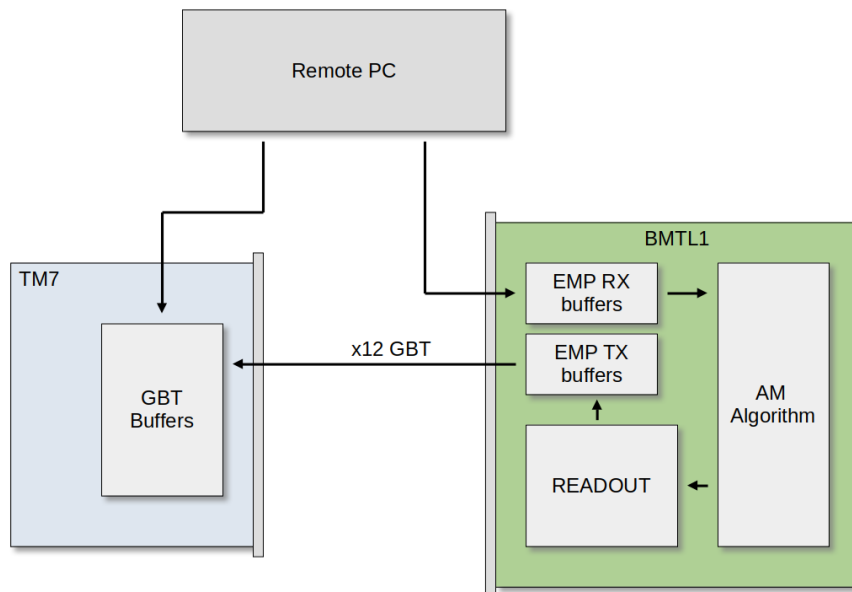 Remote PC
BMTL1
TM7
EMP RX
buffers
x12 GBT
EMP TX
buffers
GBT
Buffers
AM
Algorithm
READOUT